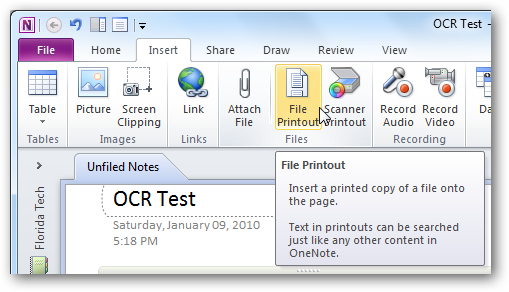 OCR Test -
File Home Insert Share Draw Review View
Table Picture Screen Clipping Link Attach File File Printout Scanner Printout Record Audio Record Video
Tables Images Links Files Recording
Unfiled Notes
Florida Tech
OCR Test
Saturday, January 09, 2010
5:18 PM
File Printout
Insert a printed copy of a file onto
the page.
Text in printouts can be searched
just like any other content in
OneNote.